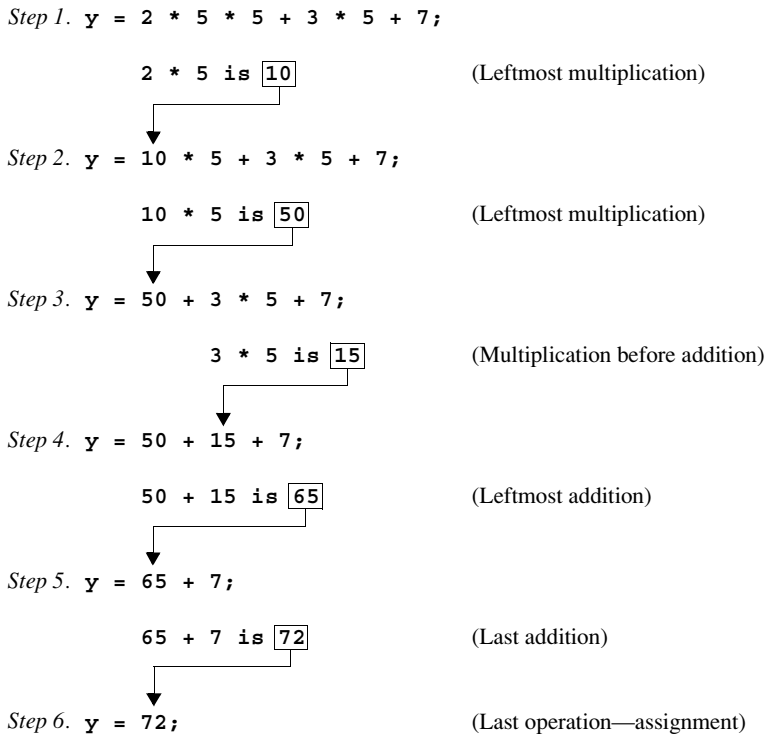 Step 1. y = 2 * 5 * 5 + 3 * 5 + 7;
2 * 5 is 10 (Leftmost multiplication)
Step 2. y = 10 * 5 + 3 * 5 + 7;
10 * 5 is 50 (Leftmost multiplication)
Step 3. y = 50 + 3 * 5 + 7;
3 * 5 is 15 (Multiplication before addition)
Step 4. y = 50 + 15 + 7;
50 + 15 is 65 (Leftmost addition)
Step 5. y = 65 + 7;
65 + 7 is 72 (Last addition)
Step 6. y = 72; (Last operation—assignment)